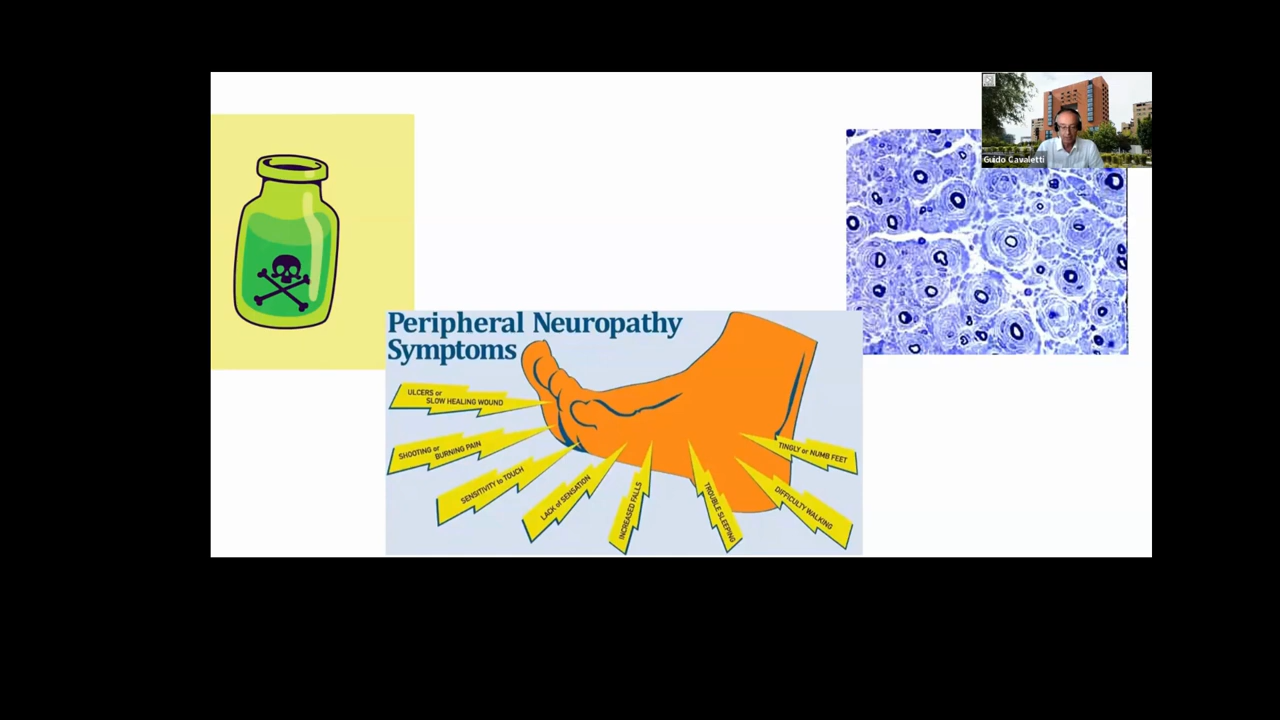 Guido Cavaletti
Peripheral Neuropathy
Symptoms
ULCERS or
SLOW HEALING WOUND
SHOOTING or
BURNING PAIN
SENSITIVITY to TOUCH
LACK of SENSATION
INCREASED FALLS
TROUBLE SLEEPING
DIFFICULTY WALKING
TINGLY or NUMB FEET